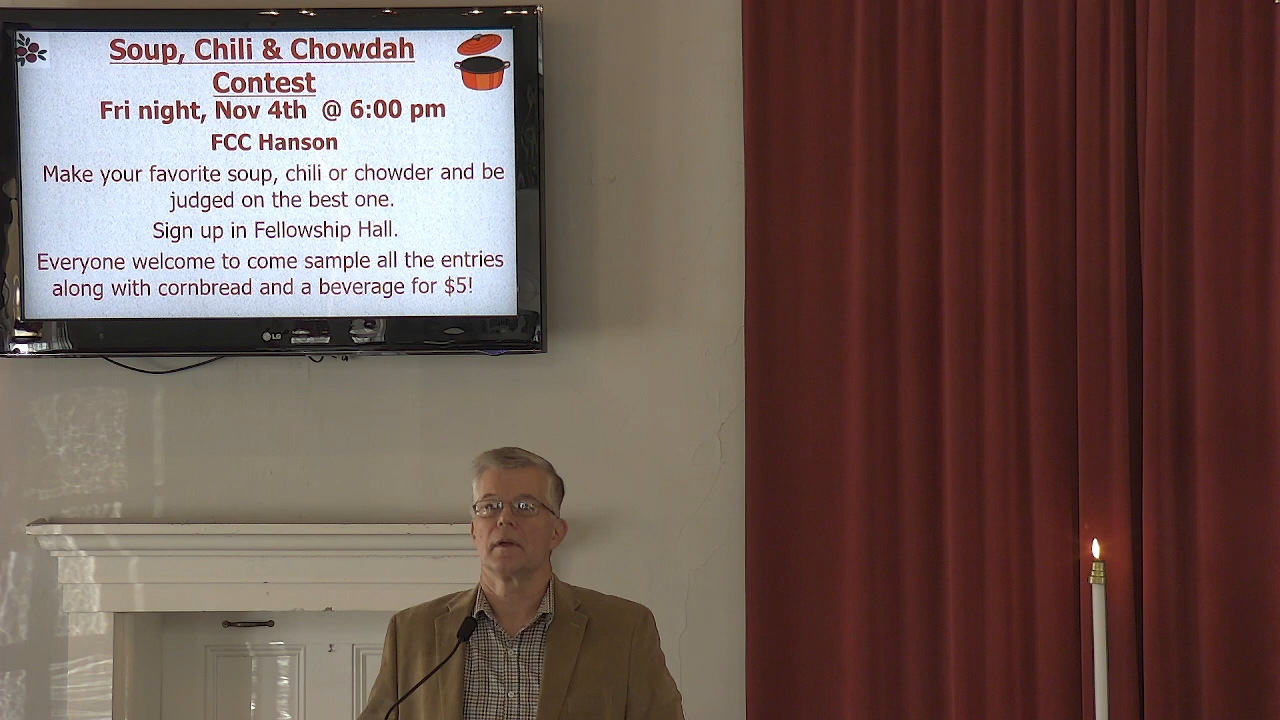 Soup, Chili & Chowdah
Contest
Fri night, Nov 4th @ 6:00 pm
FCC Hanson
Make your favorite soup, chili or chowder and be
judged on the best one.
Sign up in Fellowship Hall.
Everyone welcome to come sample all the entries
along with cornbread and a beverage for $5!
LG